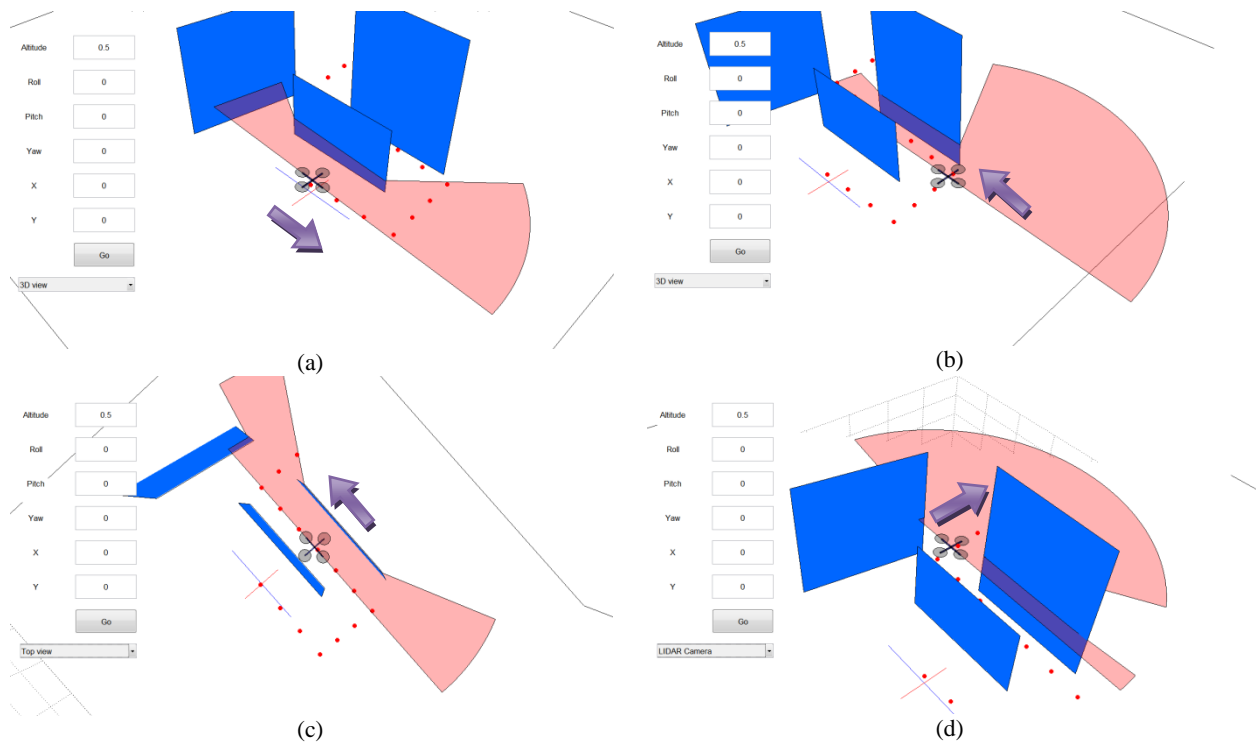 Altitude 0.5
Roll 0
Pitch 0
Yaw 0
X 0
Y 0
Go
3D view
(a)
Altitude 0.5
Roll 0
Pitch 0
Yaw 0
X 0
Y 0
Go
3D view
(b)
Altitude 0.5
Roll 0
Pitch 0
Yaw 0
X 0
Y 0
Go
Top view
(c)
Altitude 0.5
Roll 0
Pitch 0
Yaw 0
X 0
Y 0
Go
LIDAR Camera
(d)